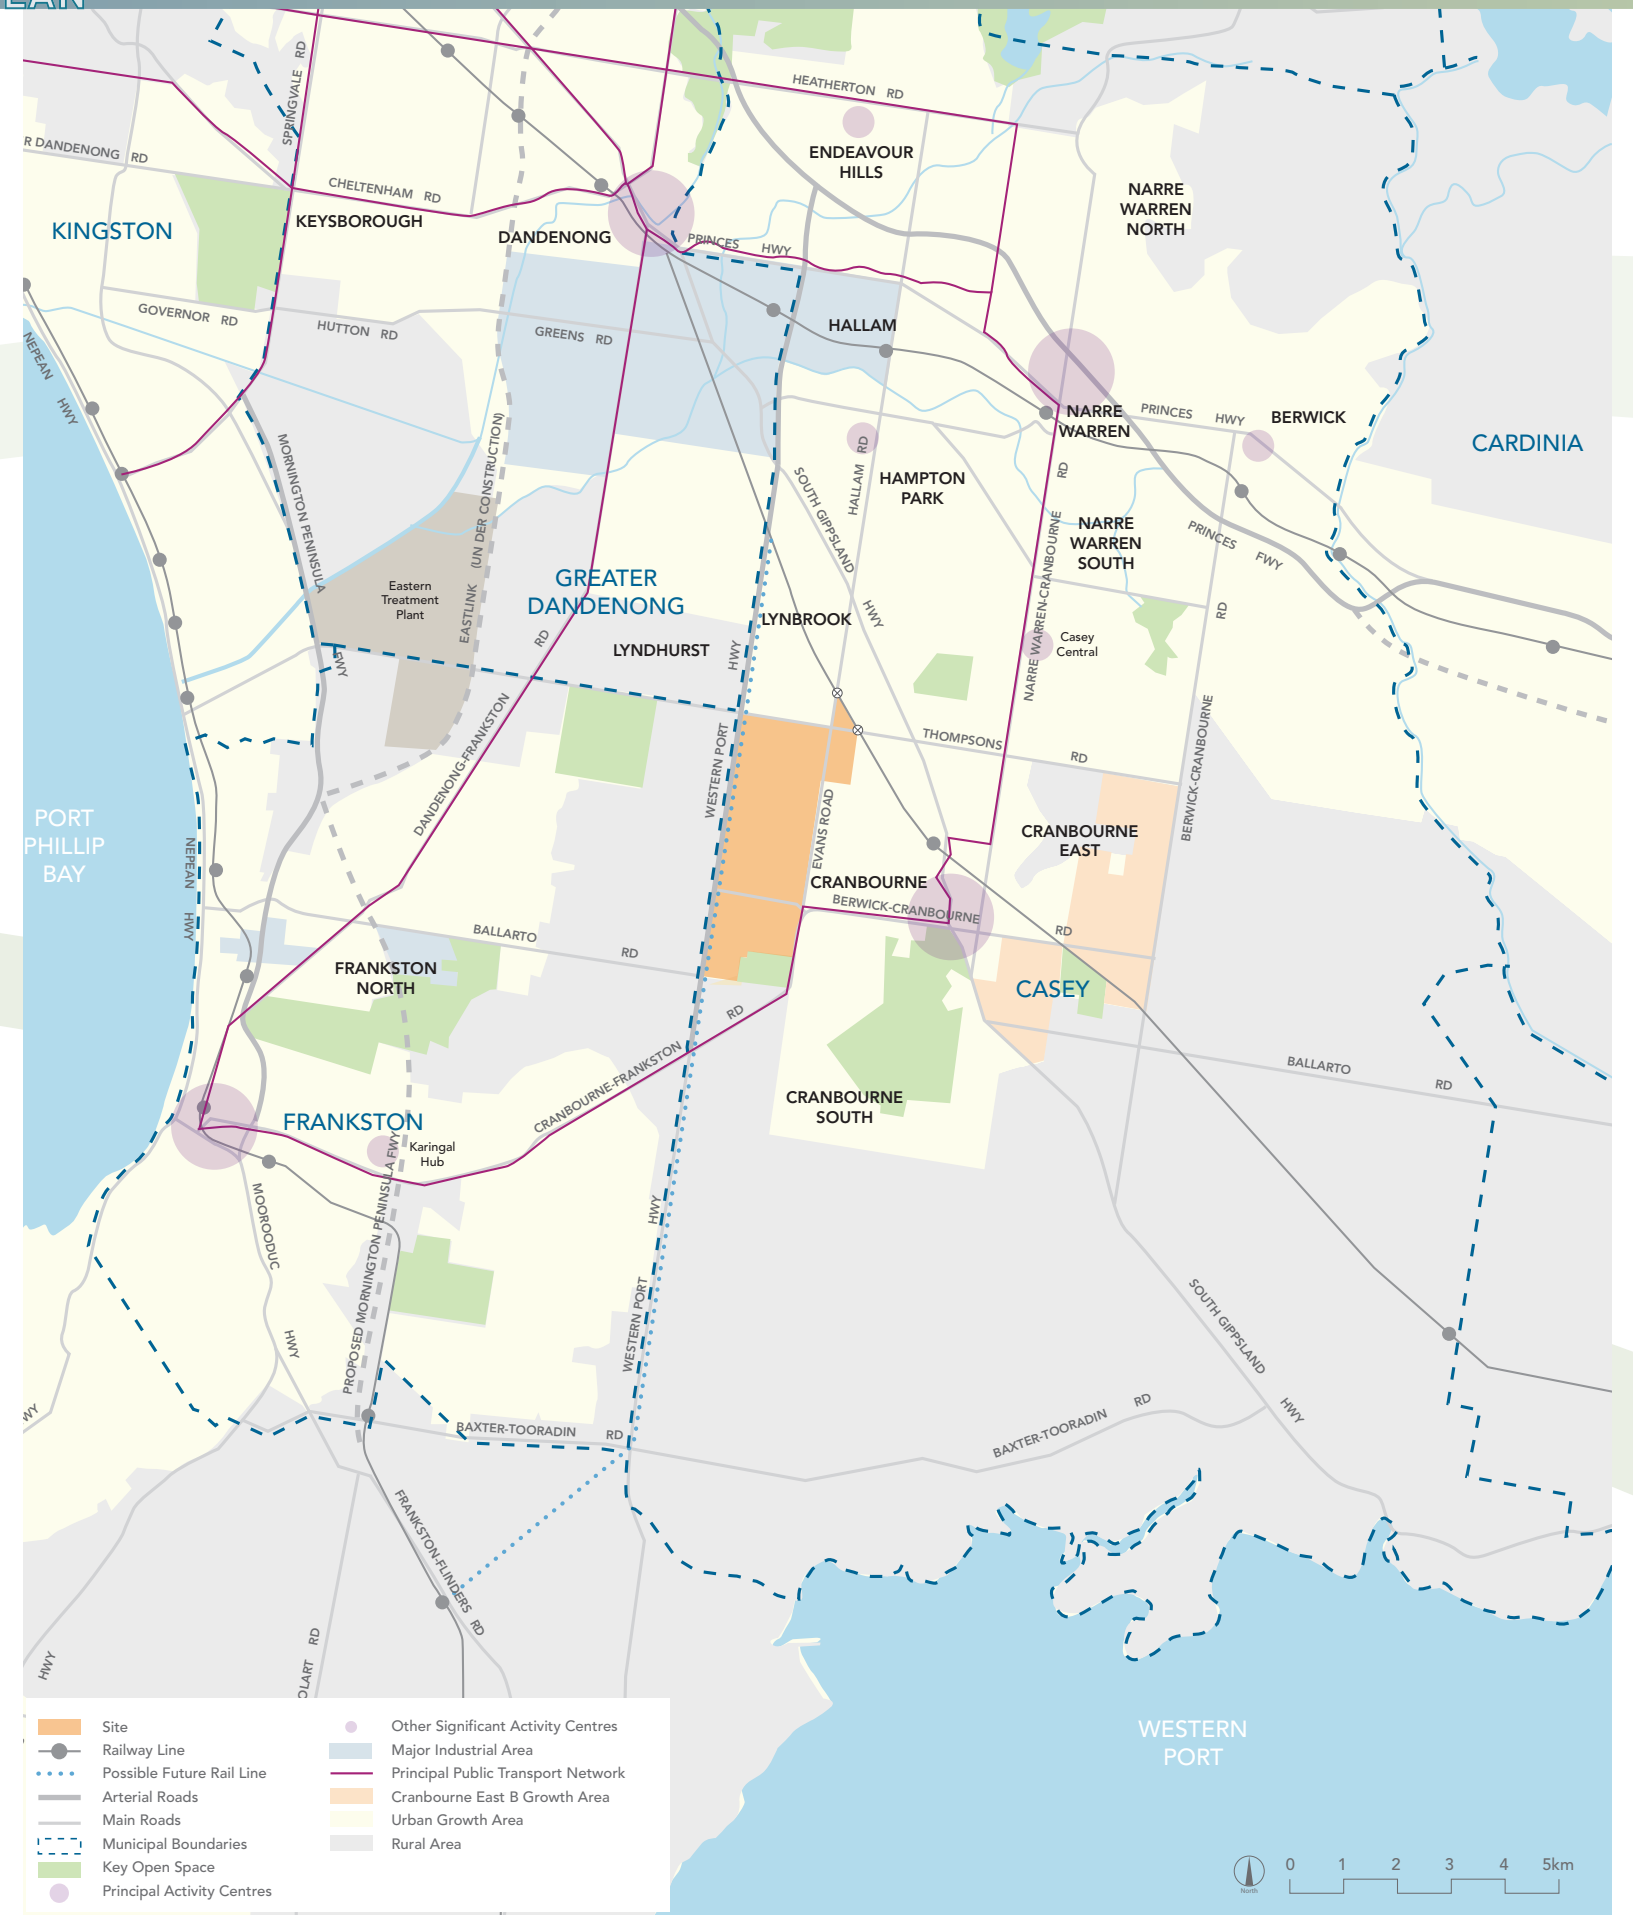 EAN
HEATHERTON RD
SPRINGVALE RD
R DANDENONG RD
CHELTENHAM RD
ENDEAVOUR
HILLS
NARRE
WARREN
NORTH
KINGSTON
KEYSBOROUGH
DANDENONG
PRINCES HWY
GOVERNOR RD
HUTTON RD
GREENS RD
HALLAM
NEPEAN HWY
NARRE
WARREN
PRINCES HWY
BERWICK
CARDINIA
MORNINGTON PENINSULA FWY
EASTLINK (UN DER CONSTRUCTION)
SOUTH GIPPSLAND HWY
HALLAM RD
HAMPTON
PARK
NARRE WARREN-CRANBOURNE RD
NARRE
WARREN
SOUTH
PRINCES FWY
Eastern
Treatment
Plant
GREATER
DANDENONG
LYNBROOK
LYNDHURST
Casey
Central
DANDENONG-FRANKSTON RD
WESTERN PORT HWY
THOMPSONS RD
BERWICK-CRANBOURNE RD
EVANS ROAD
PORT
PHILLIP
BAY
NEPEAN HWY
CRANBOURNE
EAST
CRANBOURNE
BERWICK-CRANBOURNE RD
BALLARTO RD
FRANKSTON
NORTH
CASEY
CRANBOURNE-FRANKSTON RD
BALLARTO RD
CRANBOURNE
SOUTH
FRANKSTON
Karingal
Hub
MOOROODUC HWY
PROPOSED MORNINGTON PENINSULA FWY
WESTERN PORT HWY
SOUTH GIPPSLAND HWY
WY
BAXTER-TOORADIN RD
BAXTER-TOORADIN RD
FRANKSTON-FLINDERS RD
HWY
OLART RD
WESTERN
PORT
Site
Railway Line
Possible Future Rail Line
Arterial Roads
Main Roads
Municipal Boundaries
Key Open Space
Principal Activity Centres
Other Significant Activity Centres
Major Industrial Area
Principal Public Transport Network
Cranbourne East B Growth Area
Urban Growth Area
Rural Area
North
0 1 2 3 4 5km